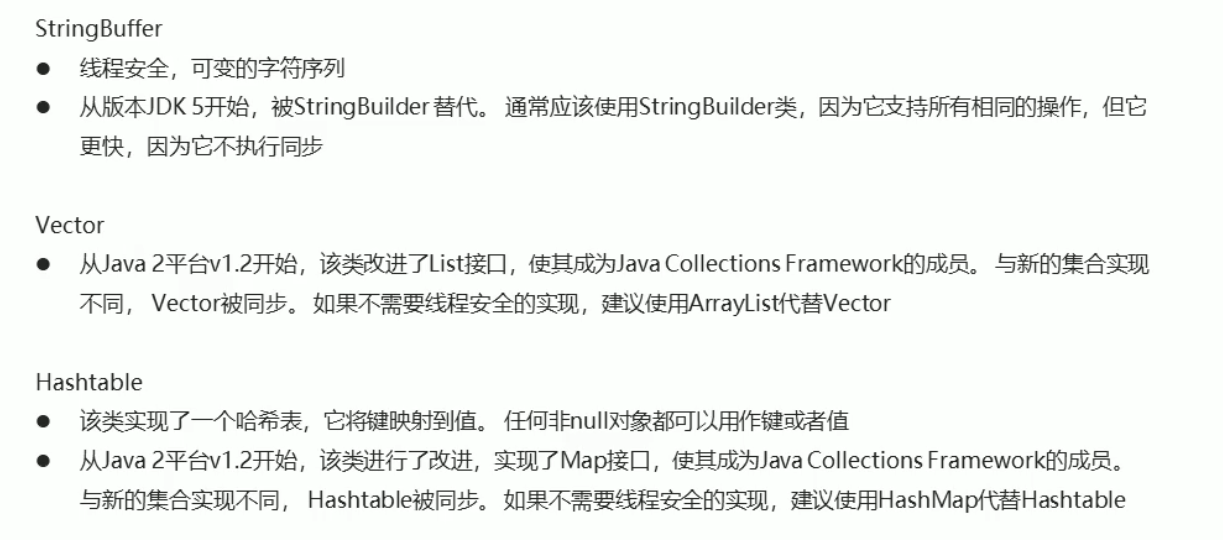 StringBuffer
● 线程安全，可变的字符序列
● 从版本JDK 5开始，被StringBuilder 替代。 通常应该使用StringBuilder类，因为它支持所有相同的操作，但它
更快，因为它不执行同步
Vector
● 从Java 2平台v1.2开始，该类改进了List接口，使其成为Java Collections Framework的成员。 与新的集合实现
不同， Vector被同步。 如果不需要线程安全的实现，建议使用ArrayList代替Vector
Hashtable
● 该类实现了一个哈希表，它将键映射到值。 任何非null对象都可以用作键或者值
● 从Java 2平台v1.2开始，该类进行了改进，实现了Map接口，使其成为Java Collections Framework的成员。
与新的集合实现不同， Hashtable被同步。 如果不需要线程安全的实现，建议使用HashMap代替Hashtable